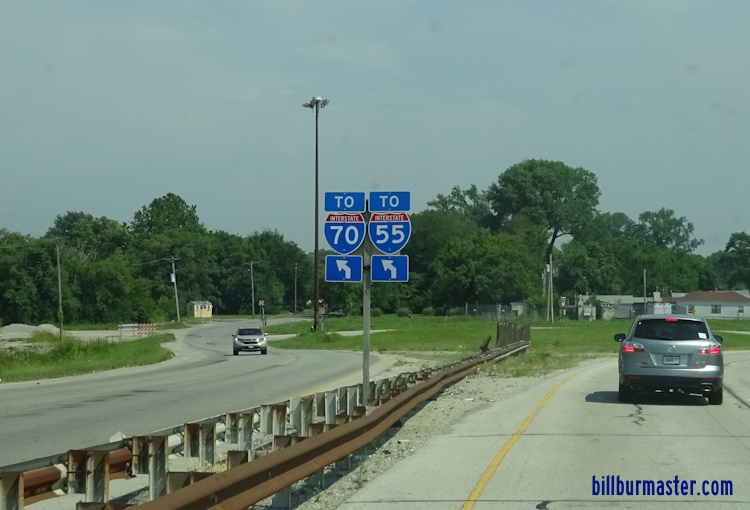 TO TO
INTERSTATE INTERSTATE
70 55
billburmaster.com